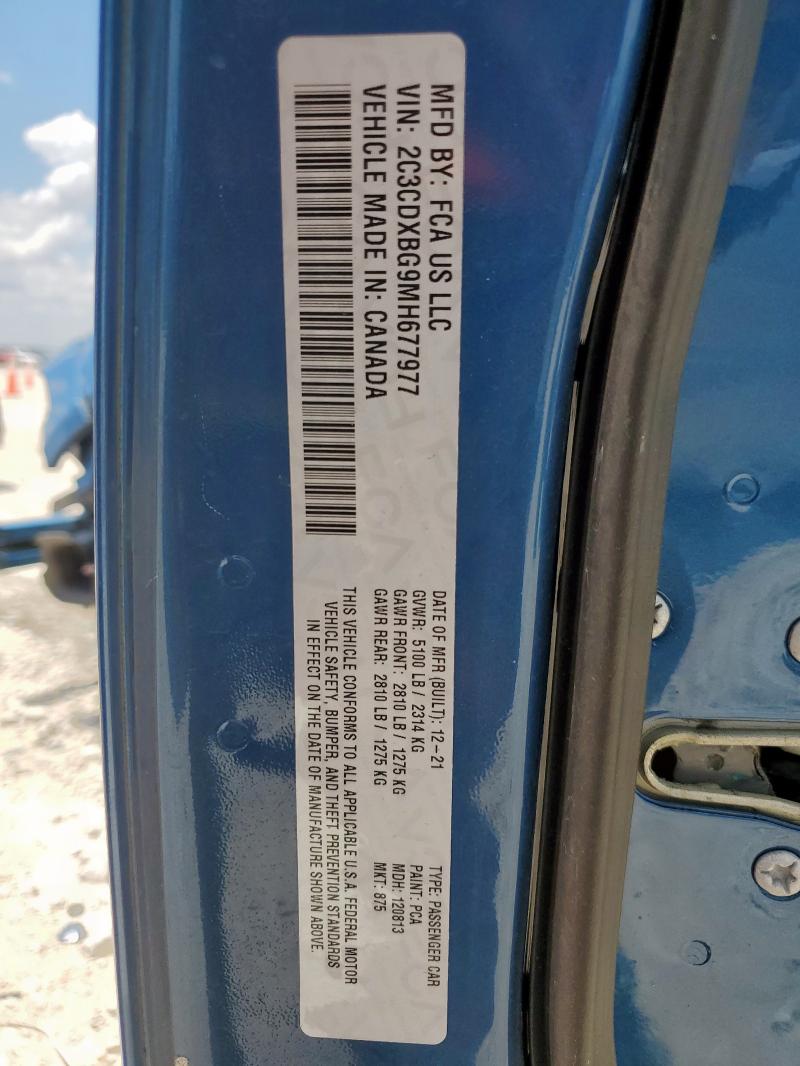 MFD BY: FCA US LLC
VIN: 2C3CDXBG9MH677977
VEHICLE MADE IN: CANADA
DATE OF MFR (BUILT): 12-21
GVWR: 5100 LB / 2314 KG
GAWR FRONT: 2810 LB / 1275 KG
GAWR REAR: 2810 LB / 1275 KG
TYPE: PASSENGER CAR
PAINT: PCA
MDH: 120813
MKT: 875
THIS VEHICLE CONFORMS TO ALL APPLICABLE U.S.A. FEDERAL MOTOR
VEHICLE SAFETY, BUMPER, AND THEFT PREVENTION STANDARDS
IN EFFECT ON THE DATE OF MANUFACTURE SHOWN ABOVE.